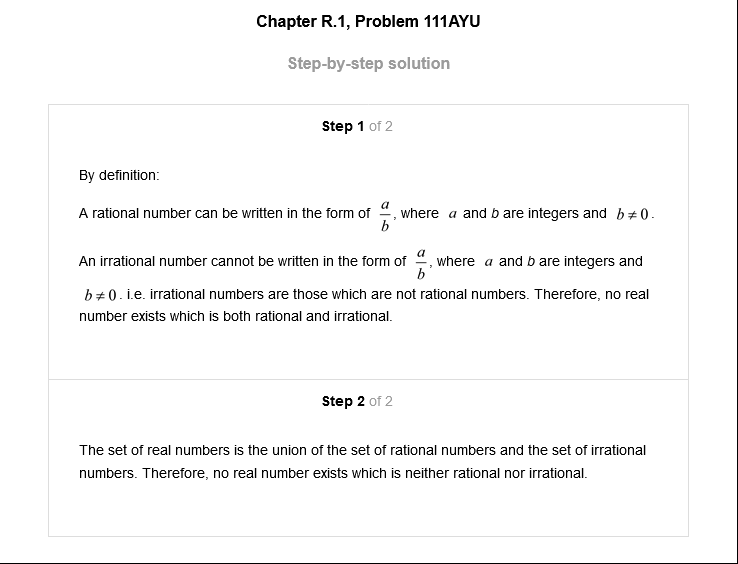 Chapter R.1, Problem 111AYU
Step-by-step solution
Step 1 of 2
By definition:
A rational number can be written in the form of a/b, where a and b are integers and b ≠ 0.
An irrational number cannot be written in the form of a/b, where a and b are integers and
b ≠ 0. i.e. irrational numbers are those which are not rational numbers. Therefore, no real
number exists which is both rational and irrational.
Step 2 of 2
The set of real numbers is the union of the set of rational numbers and the set of irrational
numbers. Therefore, no real number exists which is neither rational nor irrational.